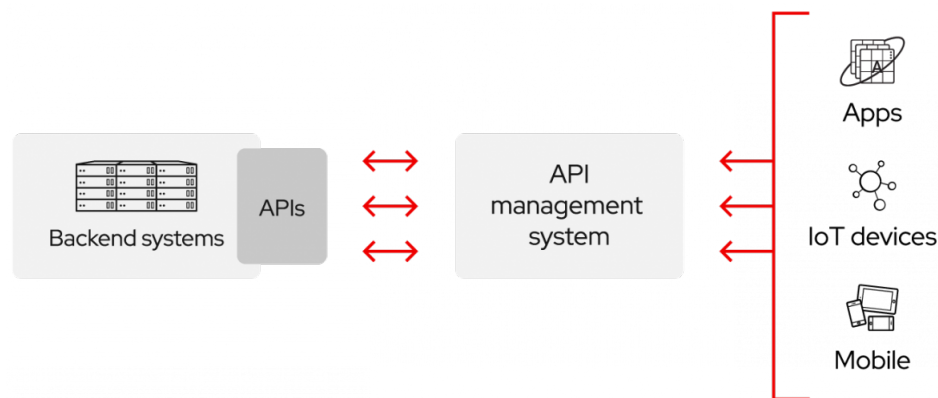 Backend systems
APIs
API
management
system
A
Apps
IoT devices
Mobile